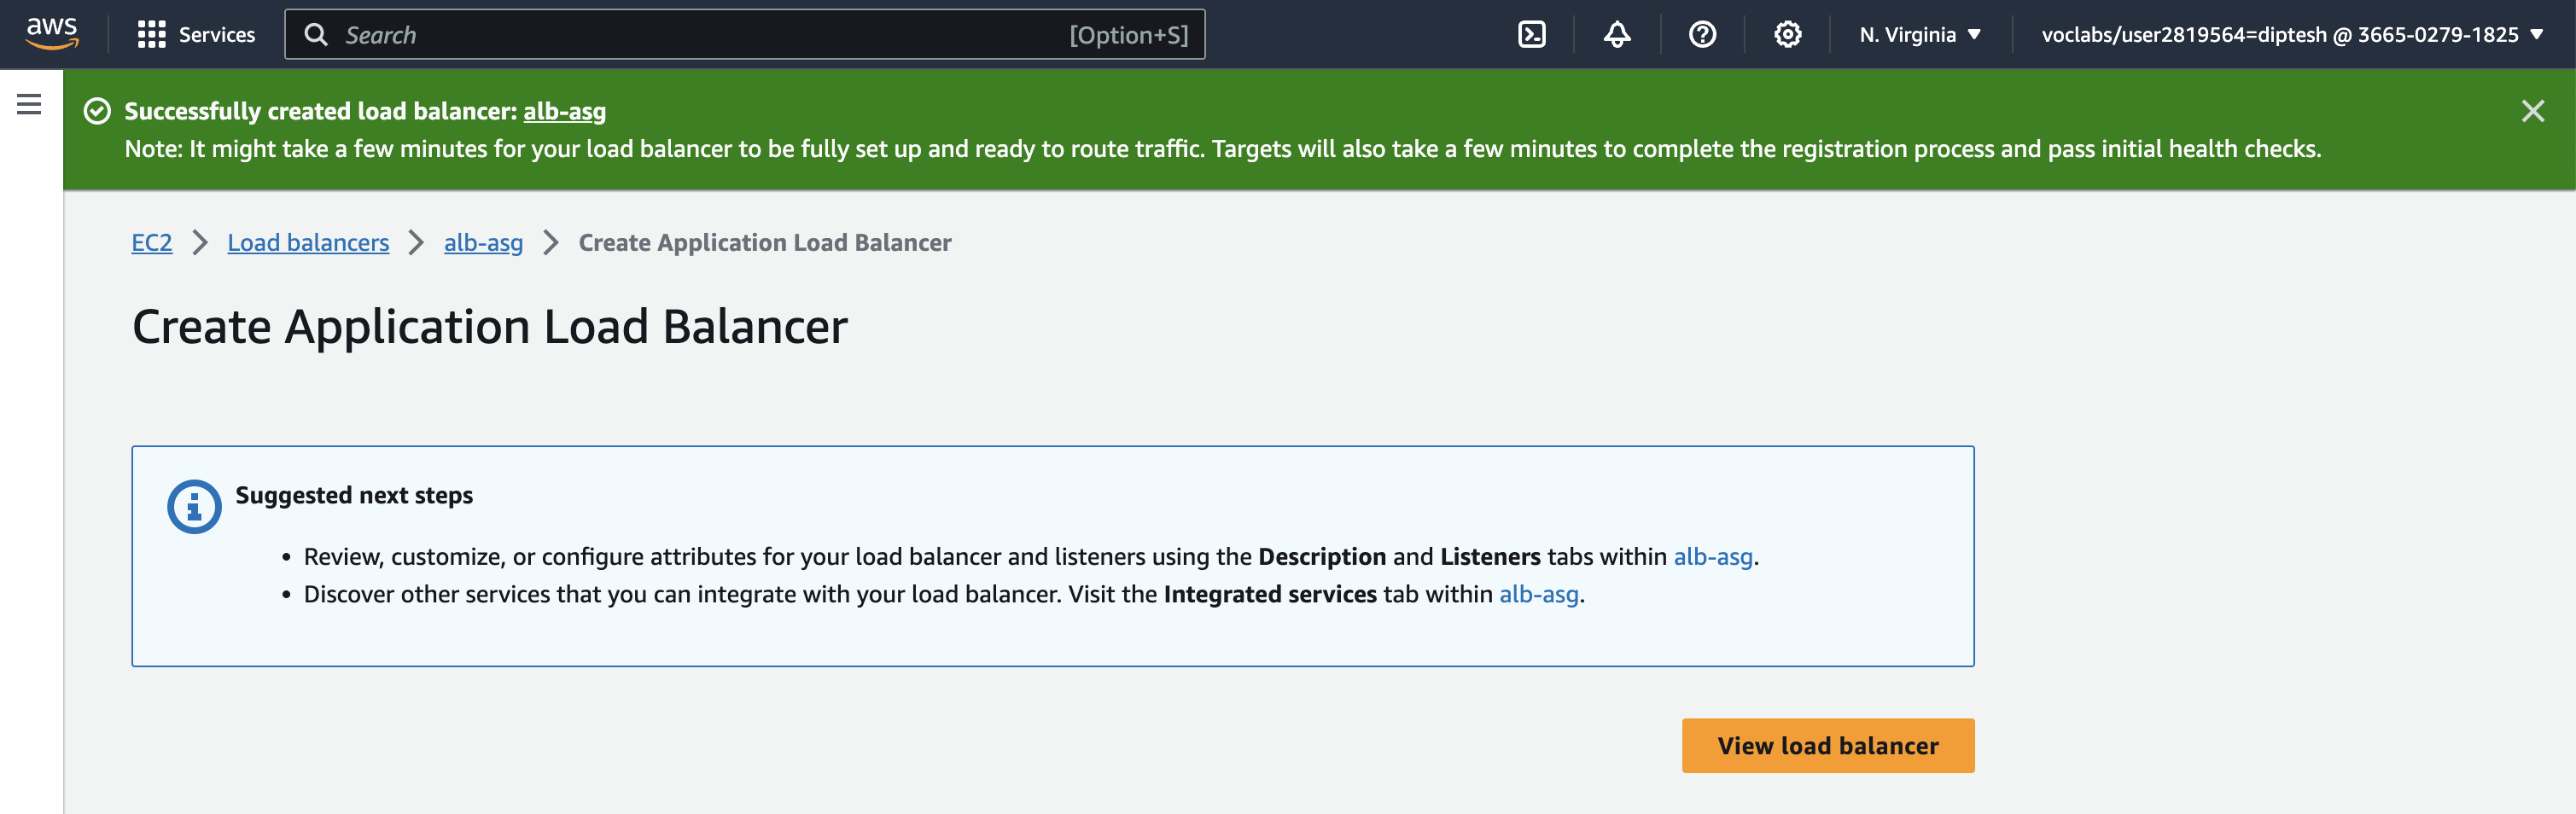 aws
Services
Search [Option+S]
N. Virginia
voclabs/user2819564=diptesh @ 3665-0279-1825
Successfully created load balancer: alb-asg
Note: It might take a few minutes for your load balancer to be fully set up and ready to route traffic. Targets will also take a few minutes to complete the registration process and pass initial health checks.
EC2 > Load balancers > alb-asg > Create Application Load Balancer
Create Application Load Balancer
Suggested next steps
• Review, customize, or configure attributes for your load balancer and listeners using the Description and Listeners tabs within alb-asg.
• Discover other services that you can integrate with your load balancer. Visit the Integrated services tab within alb-asg.
View load balancer